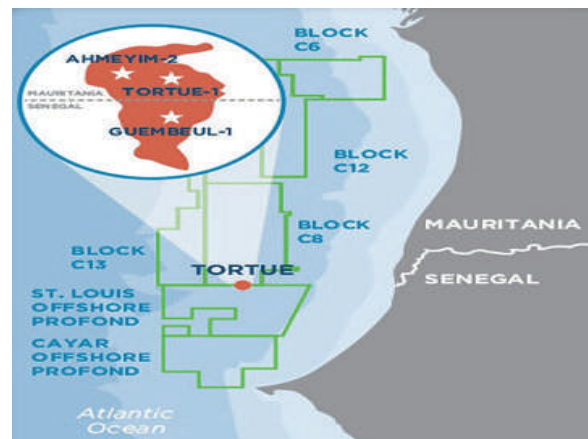 BLOCK
C6
AHMEYIM-2
MAURITANIA
TORTUE-1
SENEGAL
GUEMBEUL-1
BLOCK
C12
BLOCK
C8
MAURITANIA
BLOCK
C13
TORTUE
SENEGAL
ST. LOUIS
OFFSHORE
PROFOND
CAYAR
OFFSHORE
PROFOND
Atlantic
Ocean